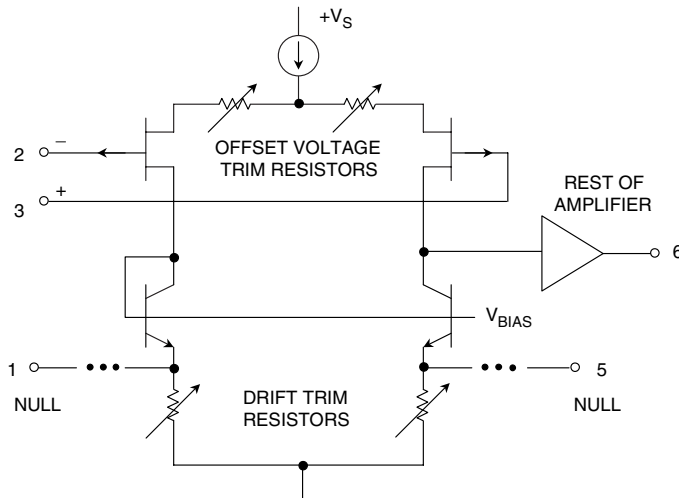 +VS
2
−
OFFSET VOLTAGE
TRIM RESISTORS
3
+
REST OF
AMPLIFIER
6
VBIAS
1
5
NULL
DRIFT TRIM
RESISTORS
NULL